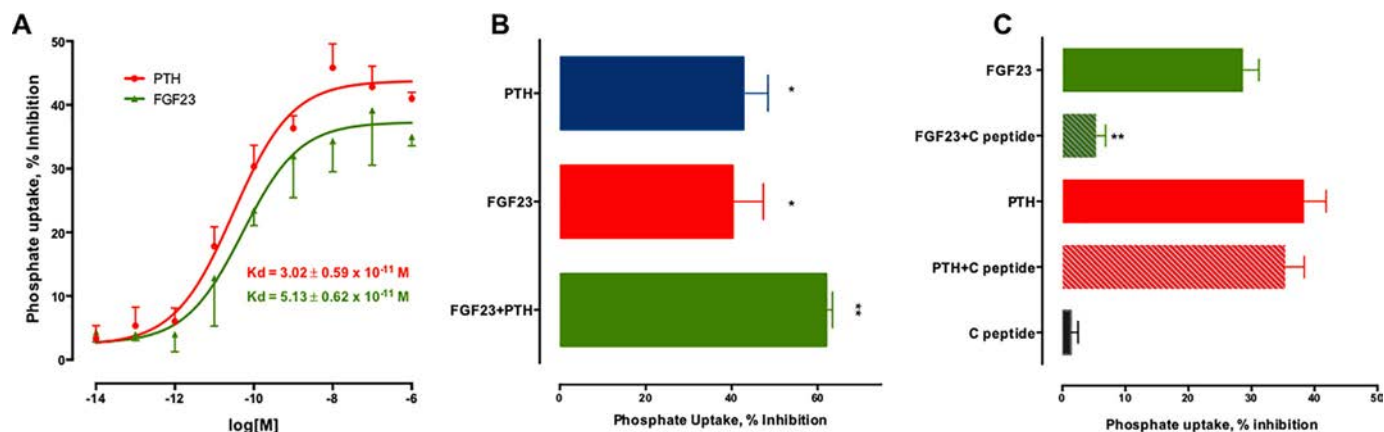 A
50
40
30
20
10
0
Phosphate uptake, % Inhibition
PTH
FGF23
Kd = 3.02 ± 0.59 x 10⁻¹¹ M
Kd = 5.13 ± 0.62 x 10⁻¹¹ M
-14 -12 -10 -8 -6
log[M]
B
PTH *
FGF23 *
FGF23+PTH **
0 20 40 60
Phosphate Uptake, % Inhibition
C
FGF23
FGF23+C peptide **
PTH
PTH+C peptide
C peptide
0 10 20 30 40 50
Phosphate uptake, % inhibition